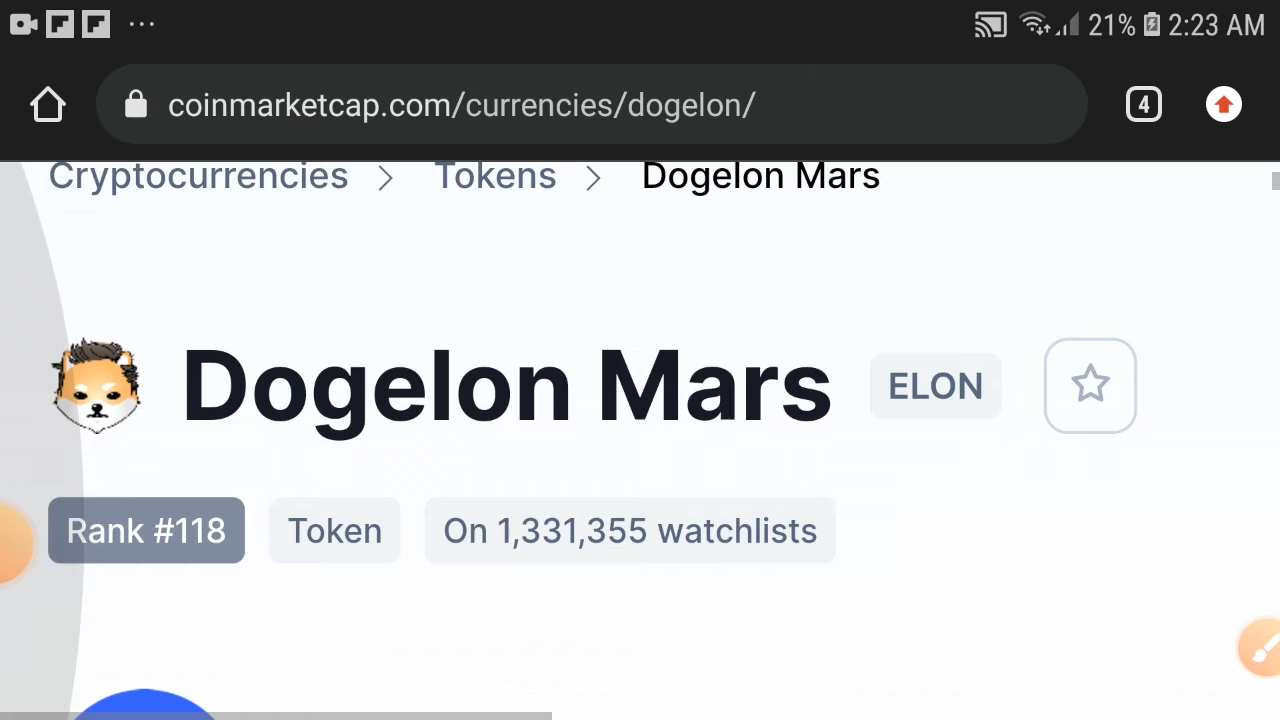 21% 2:23 AM
coinmarketcap.com/currencies/dogelon/
4
Cryptocurrencies > Tokens > Dogelon Mars
Dogelon Mars ELON
Rank #118 Token On 1,331,355 watchlists